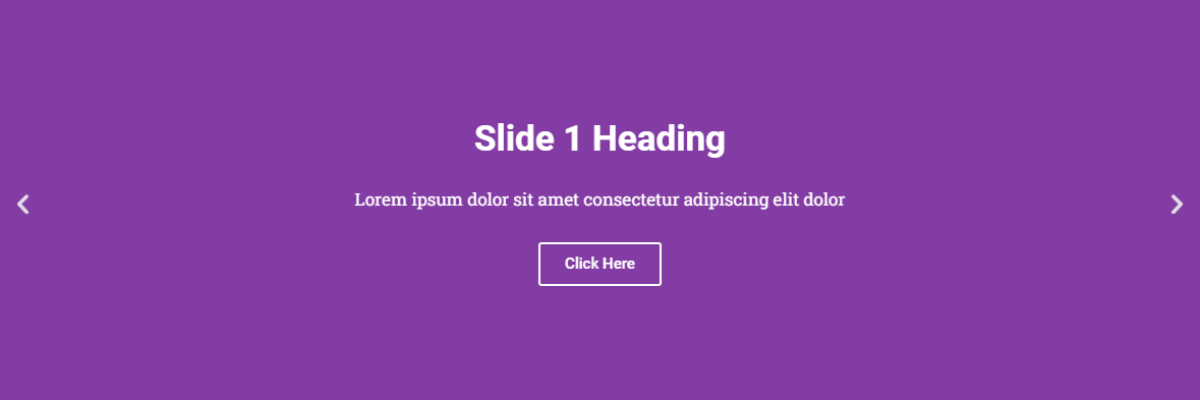 Slide 1 Heading
Lorem ipsum dolor sit amet consectetur adipiscing elit dolor
Click Here